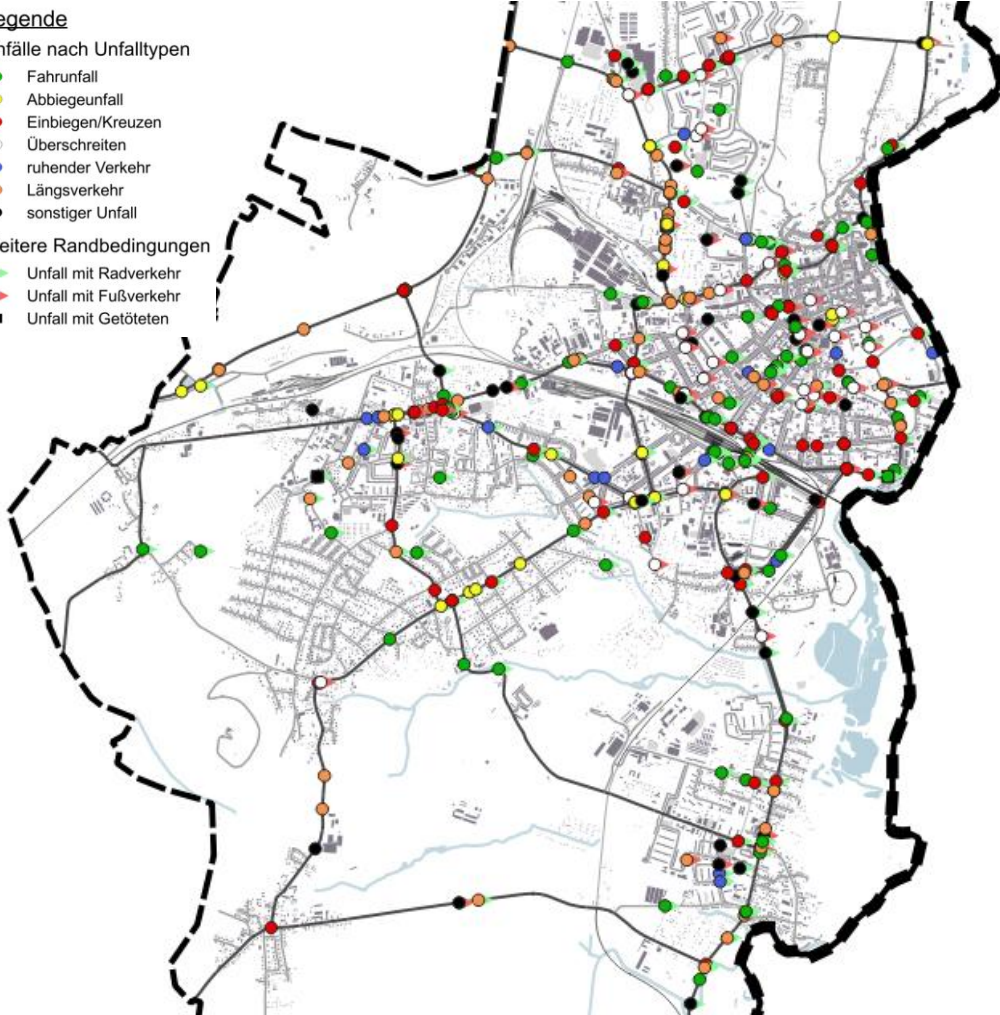 egende
nfälle nach Unfalltypen
Fahrunfall
Abbiegeunfall
Einbiegen/Kreuzen
Überschreiten
ruhender Verkehr
Längsverkehr
sonstiger Unfall
eitere Randbedingungen
Unfall mit Radverkehr
Unfall mit Fußverkehr
Unfall mit Getöteten